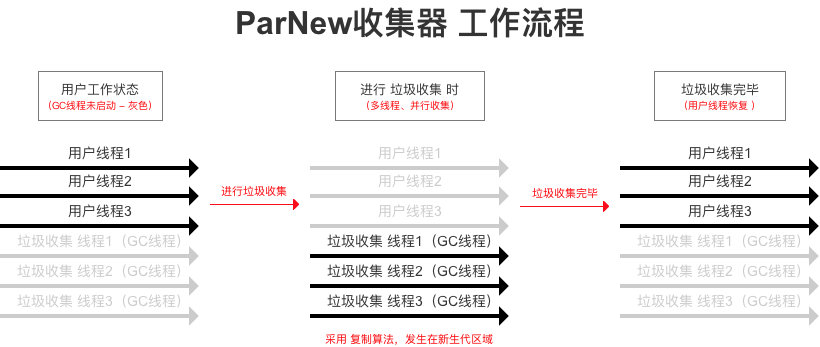 ParNew收集器 工作流程
用户工作状态
(GC线程未启动 – 灰色)
进行 垃圾收集 时
(多线程、并行收集)
垃圾收集完毕
(用户线程恢复 )
用户线程1
用户线程2
用户线程3
垃圾收集 线程1（GC线程）
垃圾收集 线程2（GC线程）
垃圾收集 线程3（GC线程）
进行垃圾收集
用户线程1
用户线程2
用户线程3
垃圾收集 线程1（GC线程）
垃圾收集 线程2（GC线程）
垃圾收集 线程3（GC线程）
采用 复制算法，发生在新生代区域
垃圾收集完毕
用户线程1
用户线程2
用户线程3
垃圾收集 线程1（GC线程）
垃圾收集 线程2（GC线程）
垃圾收集 线程3（GC线程）